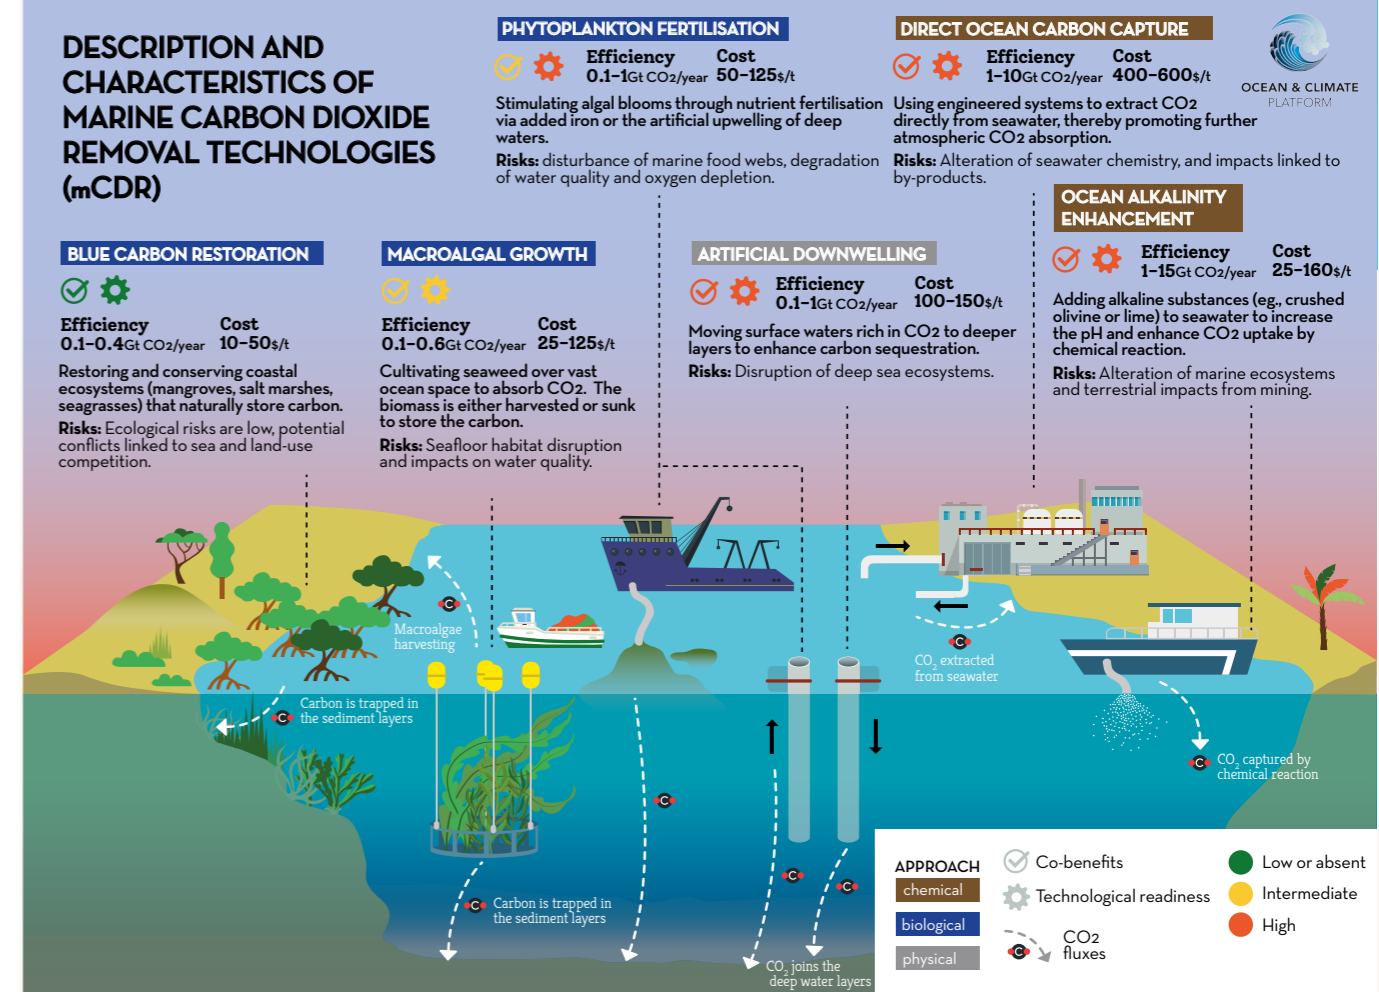 DESCRIPTION AND
CHARACTERISTICS OF
MARINE CARBON DIOXIDE
REMOVAL TECHNOLOGIES
(mCDR)
PHYTOPLANKTON FERTILISATION
Efficiency Cost
0.1–1Gt CO2/year 50–125$/t
Stimulating algal blooms through nutrient fertilisation
via added iron or the artificial upwelling of deep
waters.
Risks: disturbance of marine food webs, degradation
of water quality and oxygen depletion.
DIRECT OCEAN CARBON CAPTURE
Efficiency Cost
1–10Gt CO2/year 400–600$/t
Using engineered systems to extract CO2
directly from seawater, thereby promoting further
atmospheric CO2 absorption.
Risks: Alteration of seawater chemistry, and impacts linked to
by-products.
OCEAN & CLIMATE
PLATFORM
BLUE CARBON RESTORATION
Efficiency Cost
0.1–0.4Gt CO2/year 10–50$/t
Restoring and conserving coastal
ecosystems (mangroves, salt marshes,
seagrasses) that naturally store carbon.
Risks: Ecological risks are low, potential
conflicts linked to sea and land-use
competition.
MACROALGAL GROWTH
Efficiency Cost
0.1–0.6Gt CO2/year 25–125$/t
Cultivating seaweed over vast
ocean space to absorb CO2. The
biomass is either harvested or sunk
to store the carbon.
Risks: Seafloor habitat disruption
and impacts on water quality.
ARTIFICIAL DOWNWELLING
Efficiency Cost
0.1–1Gt CO2/year 100–150$/t
Moving surface waters rich in CO2 to deeper
layers to enhance carbon sequestration.
Risks: Disruption of deep sea ecosystems.
OCEAN ALKALINITY
ENHANCEMENT
Efficiency Cost
1–15Gt CO2/year 25–160$/t
Adding alkaline substances (eg., crushed
olivine or lime) to seawater to increase
the pH and enhance CO2 uptake by
chemical reaction.
Risks: Alteration of marine ecosystems
and terrestrial impacts from mining.
C
Macroalgae
harvesting
C
CO2 extracted
from seawater
C
Carbon is trapped in
the sediment layers
C
CO2 captured by
chemical reaction
C
C
C
C
Carbon is trapped in
the sediment layers
CO2 joins the
deep water layers
APPROACH
chemical
biological
physical
Co-benefits
Technological readiness
C
CO2
fluxes
Low or absent
Intermediate
High